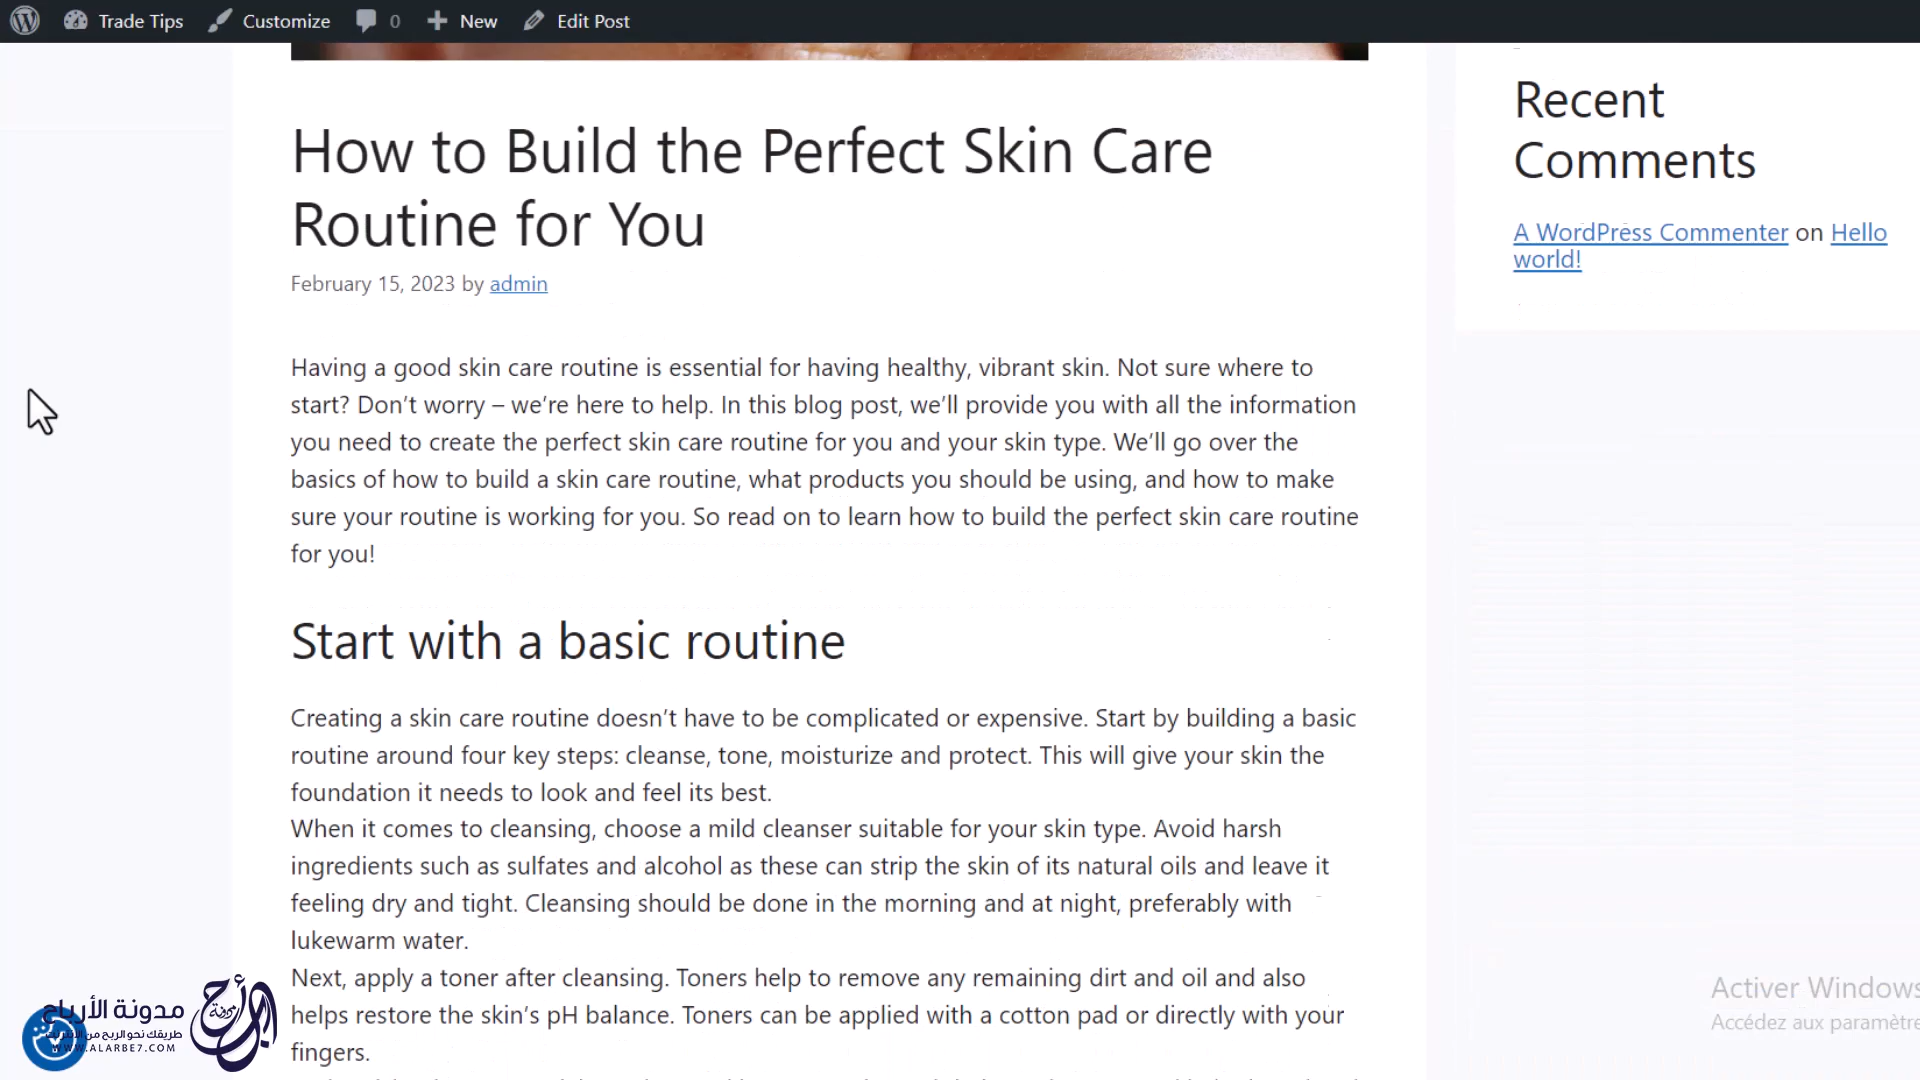 Trade Tips Customize 0 New Edit Post
How to Build the Perfect Skin Care
Routine for You
February 15, 2023 by admin
Having a good skin care routine is essential for having healthy, vibrant skin. Not sure where to
start? Don’t worry – we’re here to help. In this blog post, we’ll provide you with all the information
you need to create the perfect skin care routine for you and your skin type. We’ll go over the
basics of how to build a skin care routine, what products you should be using, and how to make
sure your routine is working for you. So read on to learn how to build the perfect skin care routine
for you!
Start with a basic routine
Creating a skin care routine doesn’t have to be complicated or expensive. Start by building a basic
routine around four key steps: cleanse, tone, moisturize and protect. This will give your skin the
foundation it needs to look and feel its best.
When it comes to cleansing, choose a mild cleanser suitable for your skin type. Avoid harsh
ingredients such as sulfates and alcohol as these can strip the skin of its natural oils and leave it
feeling dry and tight. Cleansing should be done in the morning and at night, preferably with
lukewarm water.
Next, apply a toner after cleansing. Toners help to remove any remaining dirt and oil and also
helps restore the skin’s pH balance. Toners can be applied with a cotton pad or directly with your
fingers.
Recent
Comments
A WordPress Commenter on Hello
world!
Activer Windows
Accédez aux paramètre
مدونة الأرباح
طريقك نحو الربح من الأنترنت
WWW.ALARBE7.COM